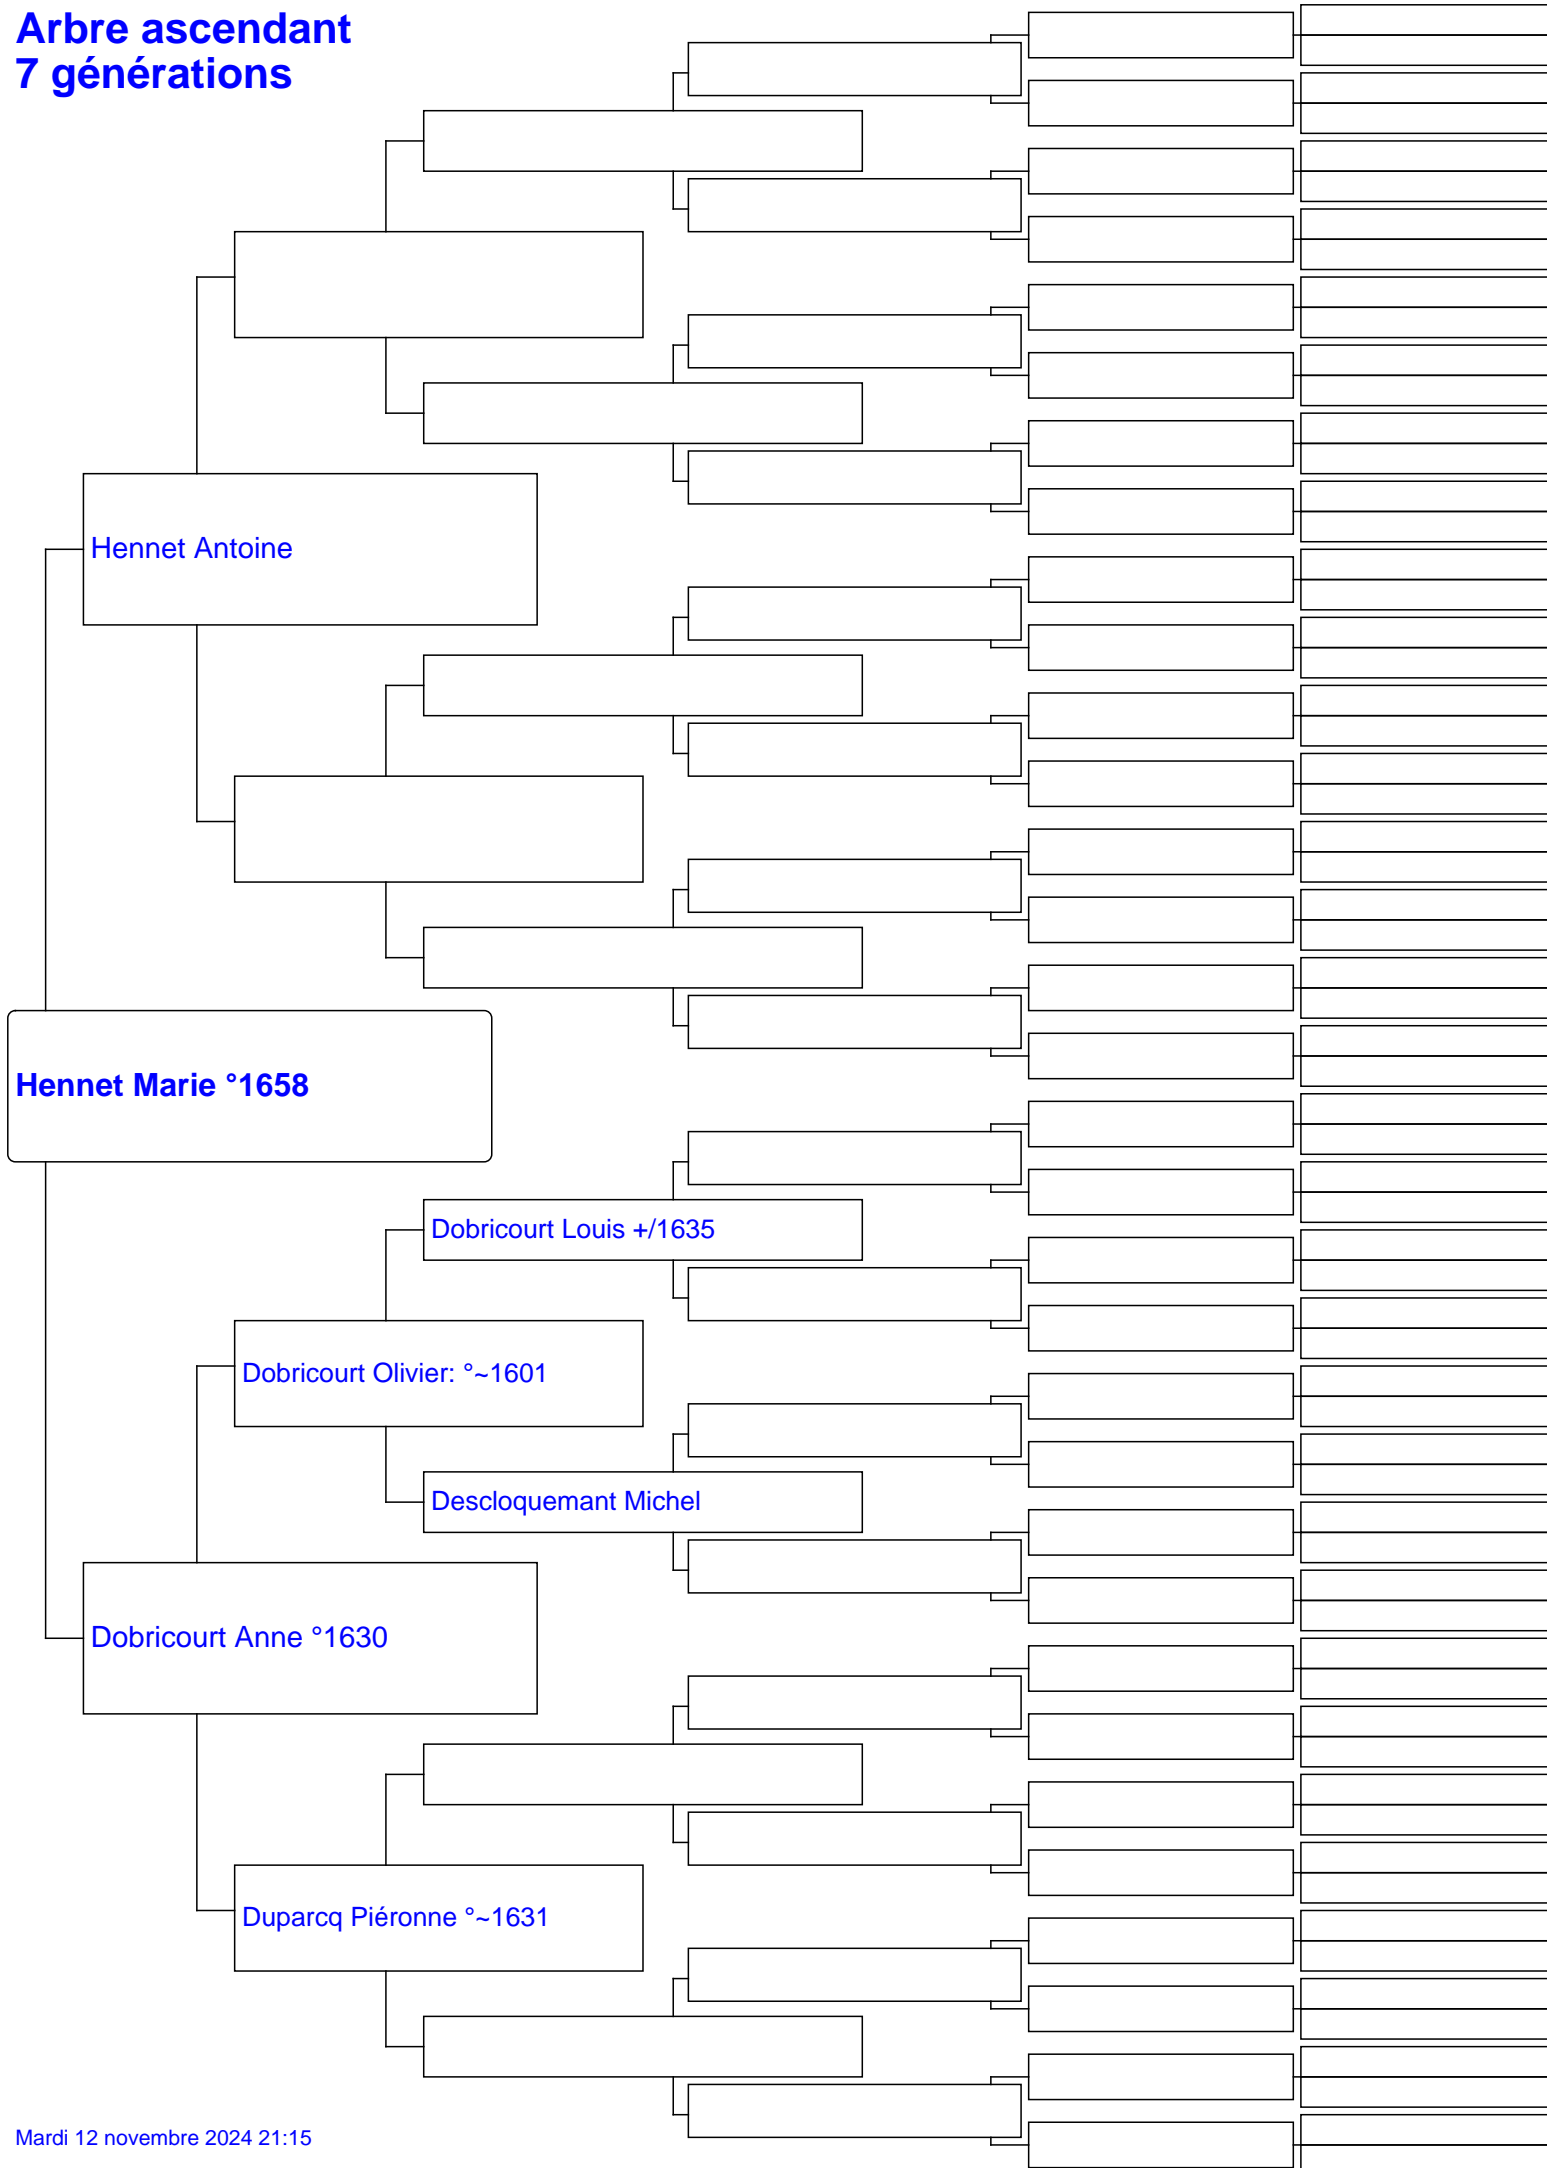 Arbre ascendant
7 générations
Hennet Antoine
Hennet Marie °1658
Dobricourt Louis +/1635
Dobricourt Olivier: °~1601
Descloquemant Michel
Dobricourt Anne °1630
Duparcq Piéronne °~1631
Mardi 12 novembre 2024 21:15